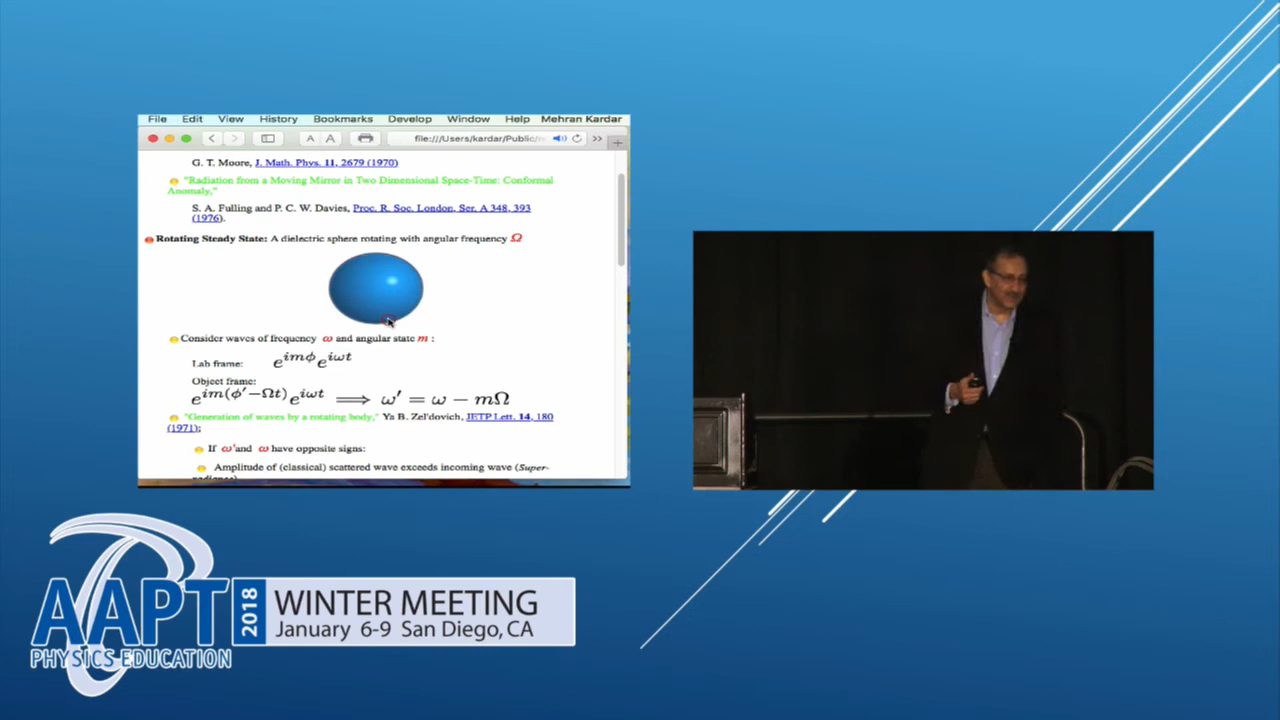 File Edit View History Bookmarks Develop Window Help Mehran Kardar
A A file:///Users/kardar/Public/
G. T. Moore, J. Math. Phys. 11, 2679 (1970)
"Radiation from a Moving Mirror in Two Dimensional Space-Time: Conformal
Anomaly,"
S. A. Fulling and P. C. W. Davies, Proc. R. Soc. London, Ser. A 348, 393
(1976).
Rotating Steady State: A dielectric sphere rotating with angular frequency Ω
Consider waves of frequency ω and angular state m :
Lab frame: e^{imϕ}e^{iωt}
Object frame:
e^{im(ϕ'−Ωt)}e^{iωt} ⟹ ω' = ω − mΩ
"Generation of waves by a rotating body," Ya B. Zel'dovich, JETP Lett. 14, 180
(1971);
If ω'and ω have opposite signs:
Amplitude of (classical) scattered wave exceeds incoming wave (Super-
AAPT
PHYSICS EDUCATION
2018
WINTER MEETING
January 6-9 San Diego, CA